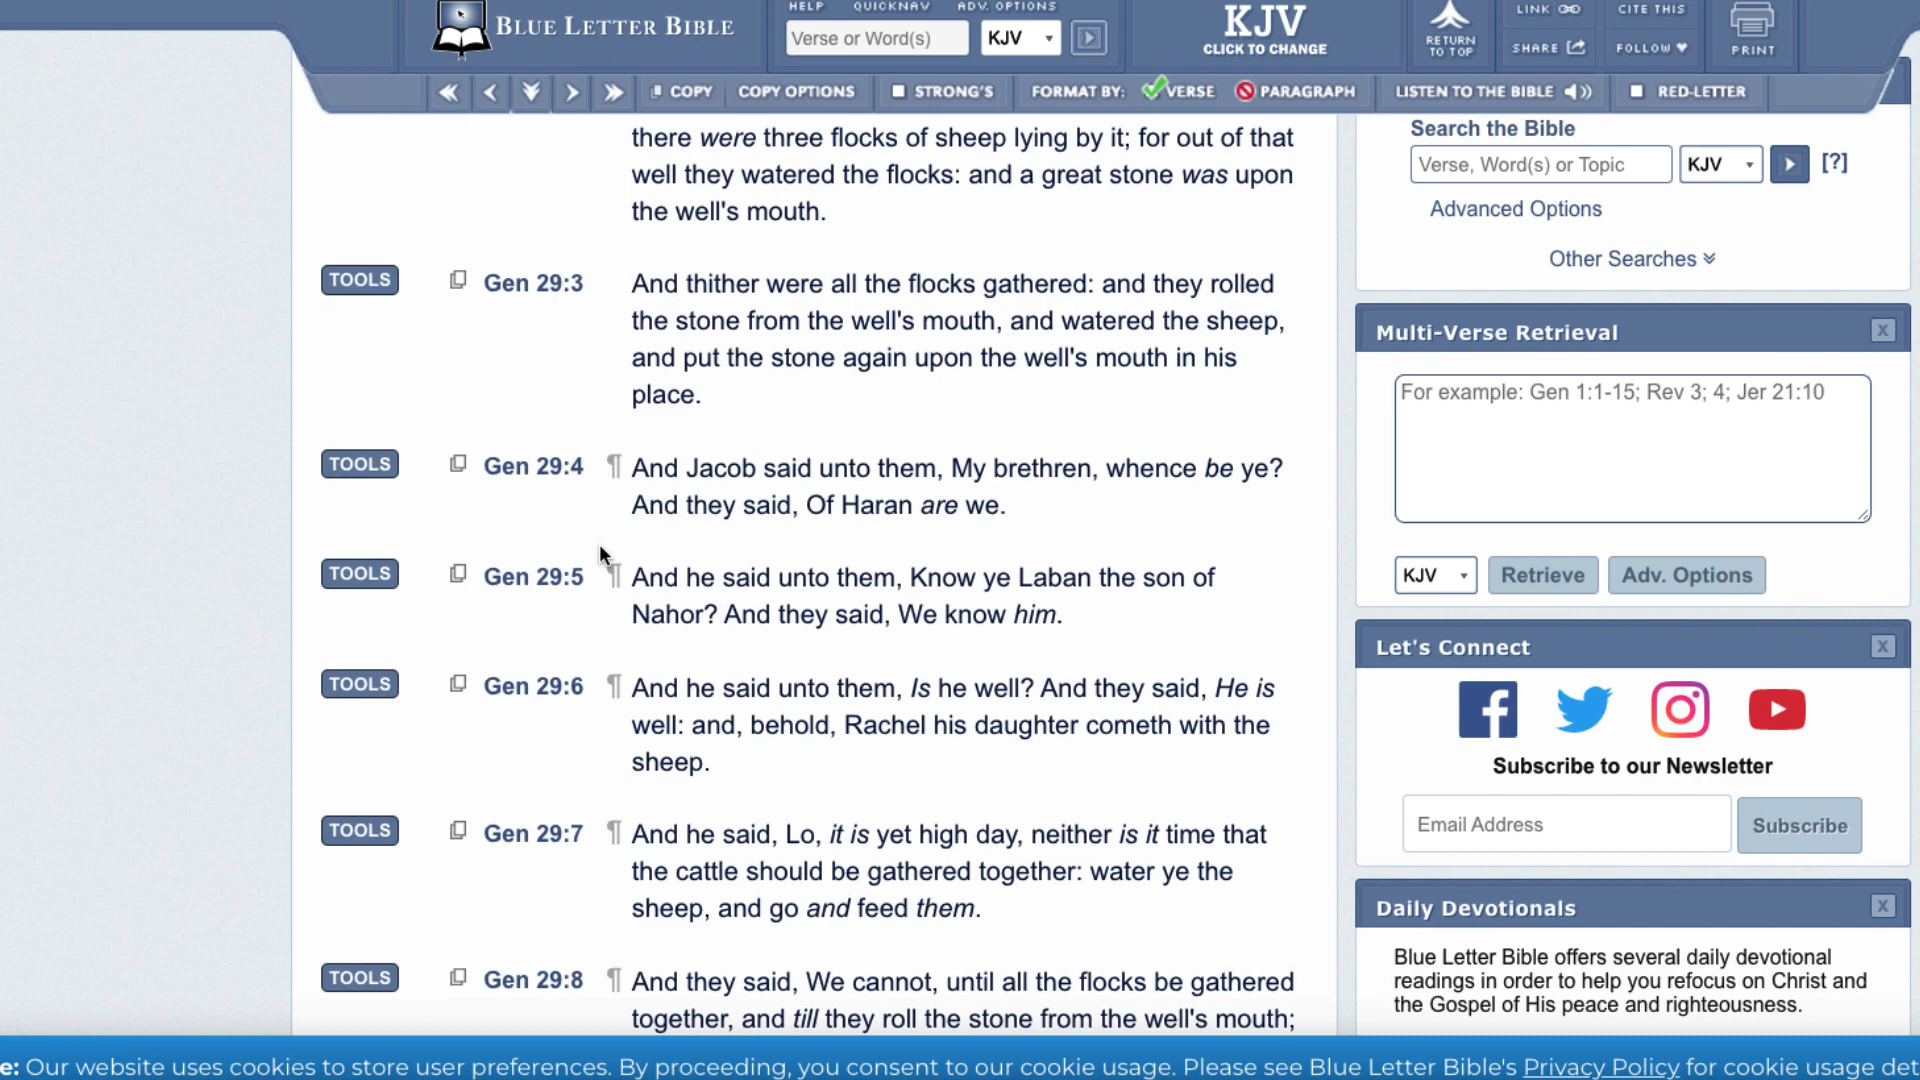 HELP QUICKNAV ADV. OPTIONS
BLUE LETTER BIBLE
Verse or Word(s)
KJV
KJV
CLICK TO CHANGE
RETURN
TO TOP
LINK
CITE THIS
SHARE
FOLLOW
PRINT
COPY
COPY OPTIONS
STRONG'S
FORMAT BY: VERSE PARAGRAPH
LISTEN TO THE BIBLE
RED-LETTER
there were three flocks of sheep lying by it; for out of that
well they watered the flocks: and a great stone was upon
the well's mouth.
TOOLS Gen 29:3 And thither were all the flocks gathered: and they rolled
the stone from the well's mouth, and watered the sheep,
and put the stone again upon the well's mouth in his
place.
TOOLS Gen 29:4 ¶ And Jacob said unto them, My brethren, whence be ye?
And they said, Of Haran are we.
TOOLS Gen 29:5 ¶ And he said unto them, Know ye Laban the son of
Nahor? And they said, We know him.
TOOLS Gen 29:6 ¶ And he said unto them, Is he well? And they said, He is
well: and, behold, Rachel his daughter cometh with the
sheep.
TOOLS Gen 29:7 ¶ And he said, Lo, it is yet high day, neither is it time that
the cattle should be gathered together: water ye the
sheep, and go and feed them.
TOOLS Gen 29:8 ¶ And they said, We cannot, until all the flocks be gathered
together, and till they roll the stone from the well's mouth;
Search the Bible
Verse, Word(s) or Topic
KJV
[?]
Advanced Options
Other Searches
Multi-Verse Retrieval X
For example: Gen 1:1-15; Rev 3; 4; Jer 21:10
KJV
Retrieve
Adv. Options
Let's Connect X
Subscribe to our Newsletter
Email Address
Subscribe
Daily Devotionals X
Blue Letter Bible offers several daily devotional
readings in order to help you refocus on Christ and
the Gospel of His peace and righteousness.
e: Our website uses cookies to store user preferences. By proceeding, you consent to our cookie usage. Please see Blue Letter Bible's Privacy Policy for cookie usage det